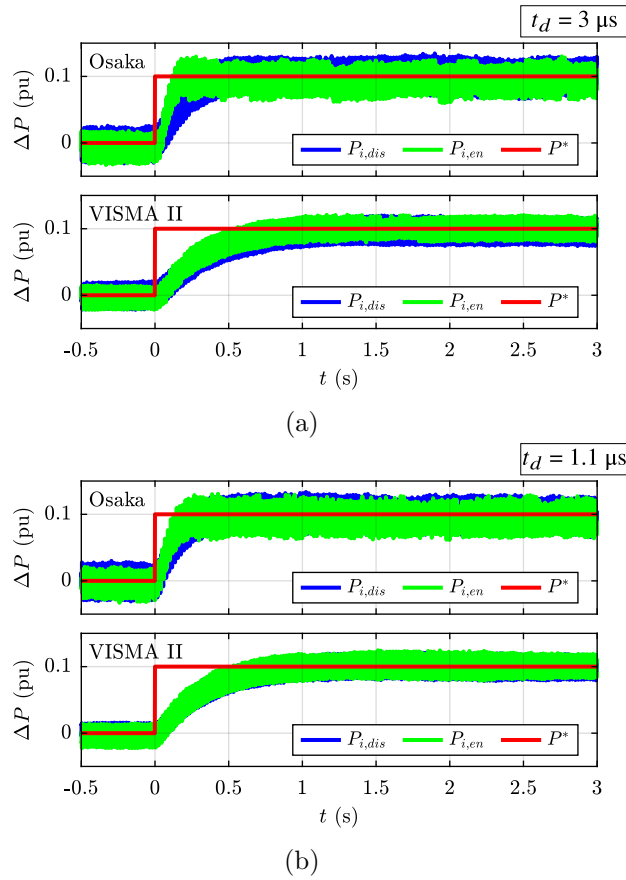 t_d = 3 μs
Osaka
0.1
0
ΔP (pu)
P_{i,dis} P_{i,en} P*
VISMA II
0.1
0
ΔP (pu)
P_{i,dis} P_{i,en} P*
-0.5 0 0.5 1 1.5 2 2.5 3
t (s)
(a)
t_d = 1.1 μs
Osaka
0.1
0
ΔP (pu)
P_{i,dis} P_{i,en} P*
VISMA II
0.1
0
ΔP (pu)
P_{i,dis} P_{i,en} P*
-0.5 0 0.5 1 1.5 2 2.5 3
t (s)
(b)